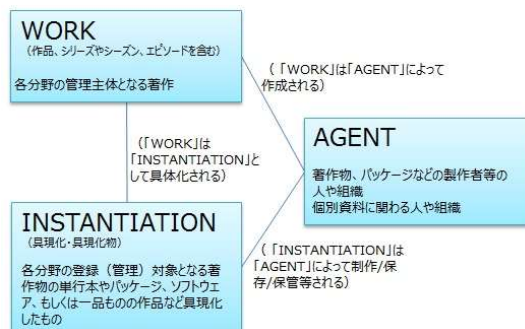 WORK
(作品、シリーズやシーズン、エピソードを含む)
各分野の管理主体となる著作
(「WORK」は「AGENT」によって
作成される)
(「WORK」は
「INSTANTIATION」と
して具体化される)
AGENT
著作物、パッケージなどの製作者等の
人や組織
個別資料に関わる人や組織
INSTANTIATION
(具現化・具現化物)
各分野の登録(管理)対象となる著
作物の単行本やパッケージ、ソフトウェ
ア、もしくは一品ものの作品など具現化
したもの
(「INSTANTIATION」は
「AGENT」によって制作/保
存/保管等される)